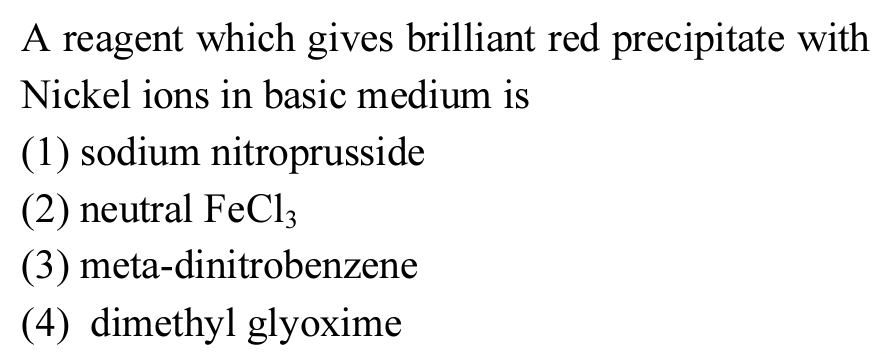 A reagent which gives brilliant red precipitate with
Nickel ions in basic medium is
(1) sodium nitroprusside
(2) neutral FeCl₃
(3) meta-dinitrobenzene
(4) dimethyl glyoxime